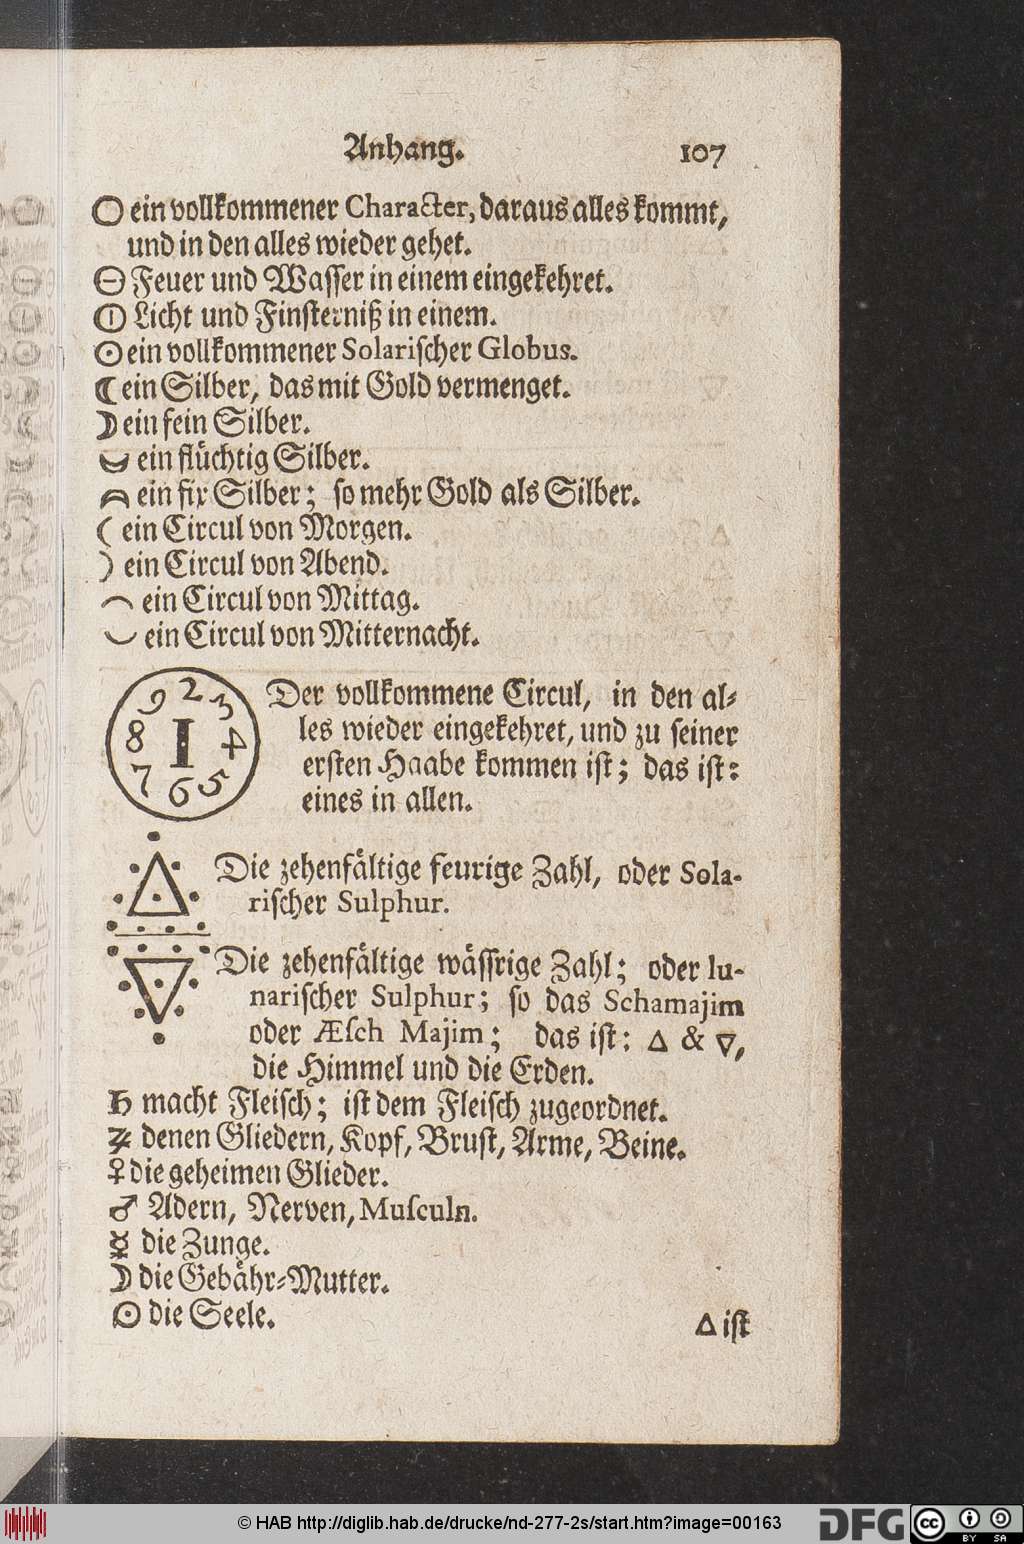 Anhang. 107
◯ ein vollkommener Character, daraus alles kommt,
und in den alles wieder gehet.
⊖ Feuer und Wasser in einem eingekehret.
⦶ Licht und Finsterniß in einem.
☉ ein vollkommener Solarischer Globus.
☾ ein Silber, das mit Gold vermenget.
☽ ein fein Silber.
ein flüchtig Silber.
ein fix Silber; so mehr Gold als Silber.
( ein Circul von Morgen.
) ein Circul von Abend.
⏜ ein Circul von Mittag.
⏝ ein Circul von Mitternacht.
1 2 3 4 5 6 7 8 9
Der vollkommene Circul, in den al-
les wieder eingekehret, und zu seiner
ersten Haabe kommen ist; das ist:
eines in allen.
Die zehenfältige feurige Zahl, oder Sola-
rischer Sulphur.
Die zehenfältige wässrige Zahl; oder lu-
narischer Sulphur; so das Schamajim
oder Æsch Majim; das ist: △ & ▽,
die Himmel und die Erden.
♄ macht Fleisch; ist dem Fleisch zugeordnet.
♃ denen Gliedern, Kopf, Brust, Arme, Beine.
♀ die geheimen Glieder.
♂ Adern, Nerven, Musculn.
☿ die Zunge.
☽ die Gebähr-Mutter.
☉ die Seele.
△ ist
© HAB http://diglib.hab.de/drucke/nd-277-2s/start.htm?image=00163
DFG
cc BY SA